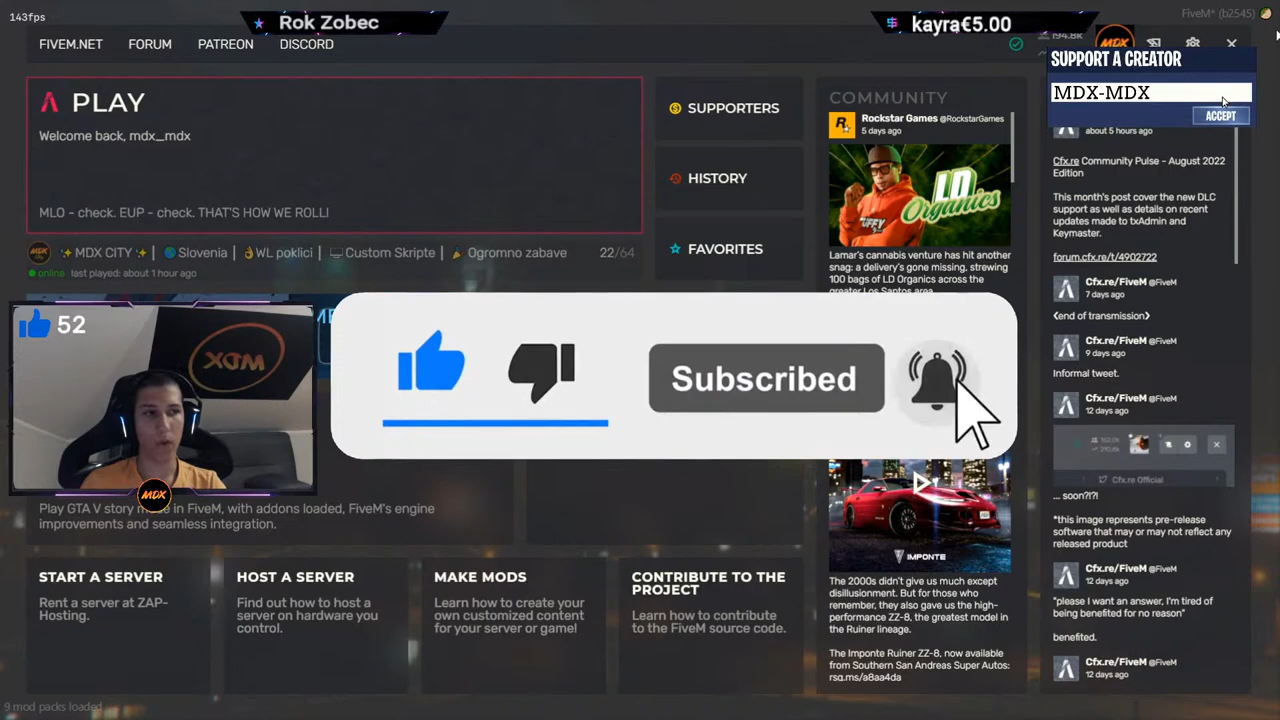 143fps
Rok Zobec
kayra€5.00
FiveM* (b2545)
FIVEM.NET
FORUM
PATREON
DISCORD
194.8k
MDX
SUPPORT A CREATOR
MDX-MDX
ACCEPT
PLAY
Welcome back, mdx_mdx
MLO - check. EUP - check. THAT'S HOW WE ROLL!
✨MDX CITY ✨ | 🌐Slovenia | 👌WL poklici | 💻Custom Skripte | 🎉 Ogromno zabave
22/64
online last played: about 1 hour ago
SUPPORTERS
HISTORY
FAVORITES
COMMUNITY
Rockstar Games @RockstarGames
5 days ago
LD
Organics
Lamar's cannabis venture has hit another
snag: a delivery's gone missing, strewing
100 bags of LD Organics across the
greater Los Santos area.
IMPONTE
The 2000s didn't give us much except
disillusionment. But for those who
remember, they also gave us the high-
performance ZZ-8, the greatest model in
the Ruiner lineage.
The Imponte Ruiner ZZ-8, now available
from Southern San Andreas Super Autos:
rsg.ms/a8aa4da
about 5 hours ago
Cfx.re Community Pulse - August 2022
Edition
This month's post cover the new DLC
support as well as details on recent
updates made to txAdmin and
Keymaster.
forum.cfx.re/t/4902722
Cfx.re/FiveM @FiveM
7 days ago
<end of transmission>
Cfx.re/FiveM @FiveM
9 days ago
Informal tweet.
Cfx.re/FiveM @FiveM
12 days ago
Cfx.re Official
... soon?!?!
*this image represents pre-release
software that may or may not reflect any
released product
Cfx.re/FiveM @FiveM
12 days ago
"please I want an answer, I'm tired of
being benefited for no reason"
benefited.
Cfx.re/FiveM @FiveM
12 days ago
52
MDX
MDX
Subscribed
Play GTA V story mode in FiveM, with addons loaded, FiveM's engine
improvements and seamless integration.
START A SERVER
Rent a server at ZAP-
Hosting.
HOST A SERVER
Find out how to host a
server on hardware you
control.
MAKE MODS
Learn how to create your
own customized content
for your server or game!
CONTRIBUTE TO THE
PROJECT
Learn how to contribute
to the FiveM source code.
9 mod packs loaded